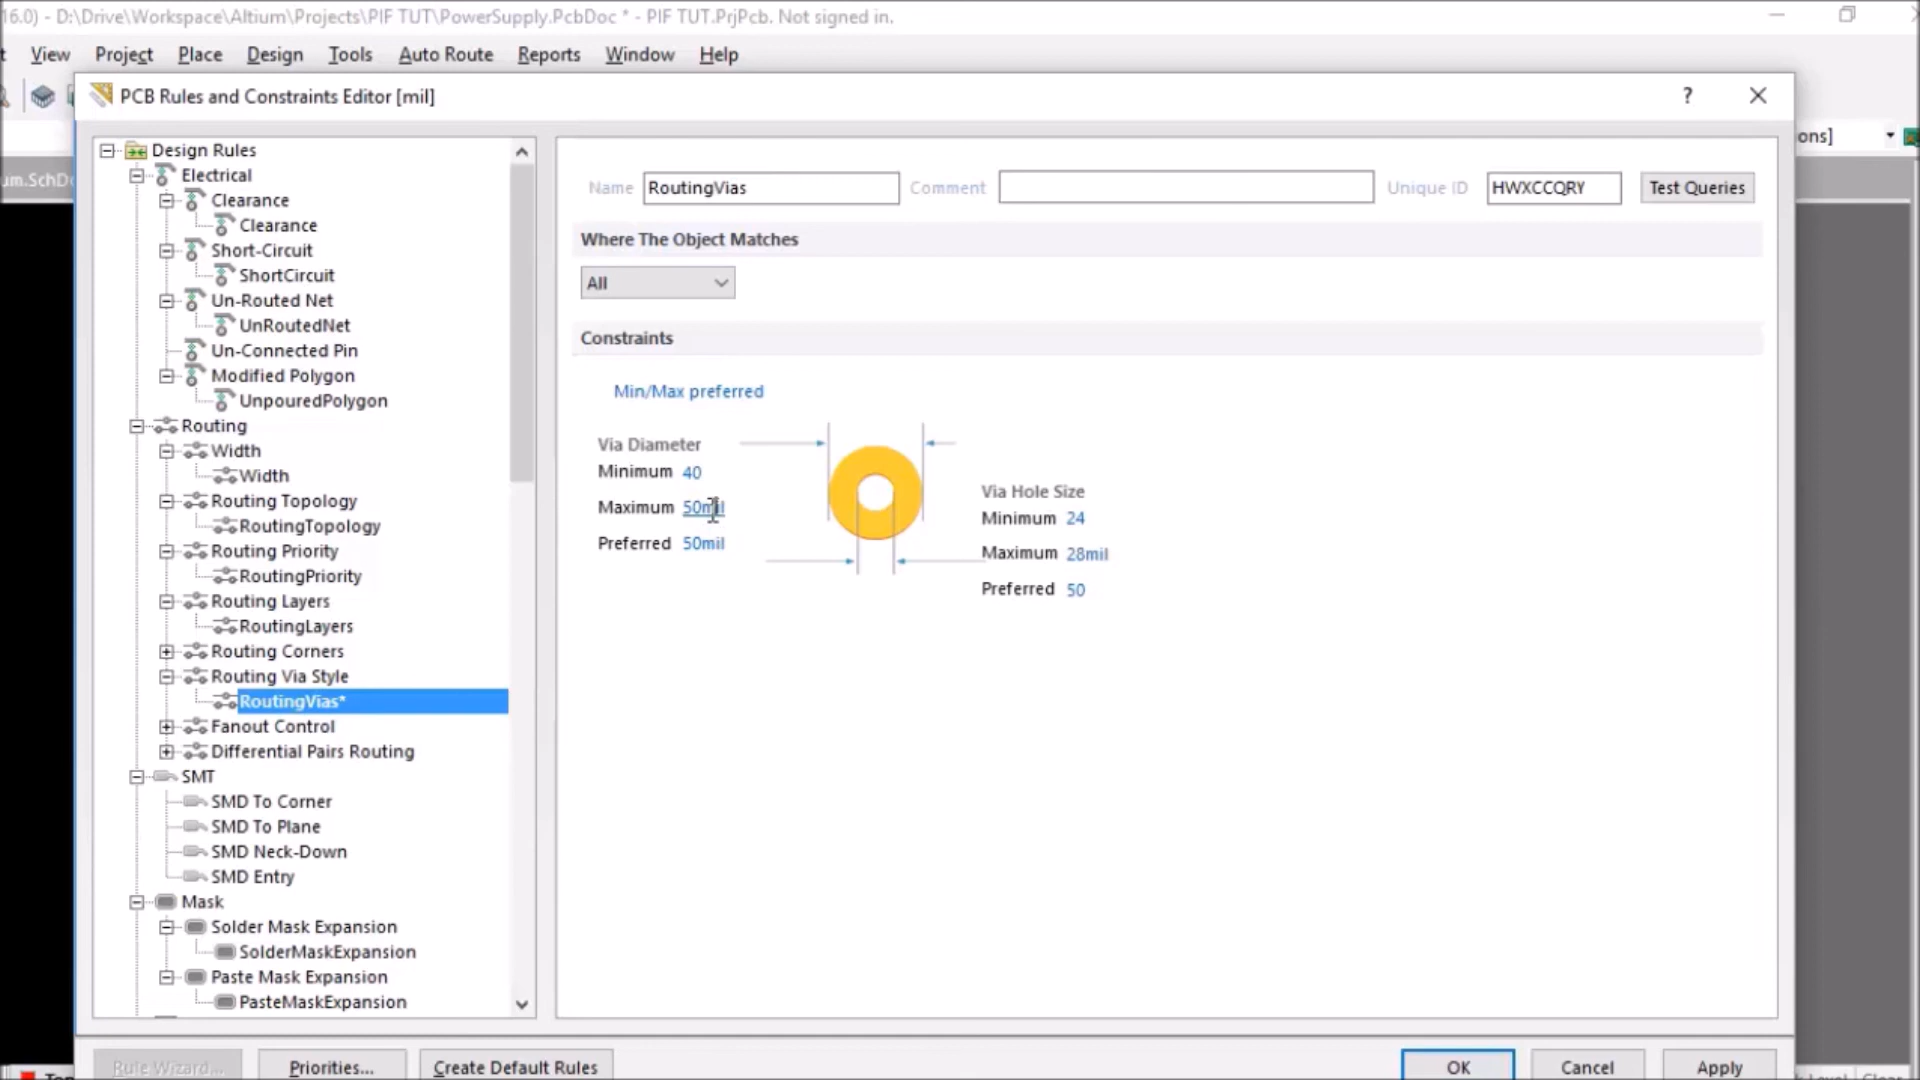 16.0) - D:\Drive\Workspace\Altium\Projects\PIF TUT\PowerSupply.PcbDoc * - PIF TUT.PrjPcb. Not signed in.
t View Project Place Design Tools Auto Route Reports Window Help
PCB Rules and Constraints Editor [mil]
?
ons]
um.SchDo
Design Rules
Electrical
Clearance
Clearance
Short-Circuit
ShortCircuit
Un-Routed Net
UnRoutedNet
Un-Connected Pin
Modified Polygon
UnpouredPolygon
Routing
Width
Width
Routing Topology
RoutingTopology
Routing Priority
RoutingPriority
Routing Layers
RoutingLayers
Routing Corners
Routing Via Style
RoutingVias*
Fanout Control
Differential Pairs Routing
SMT
SMD To Corner
SMD To Plane
SMD Neck-Down
SMD Entry
Mask
Solder Mask Expansion
SolderMaskExpansion
Paste Mask Expansion
PasteMaskExpansion
Name RoutingVias Comment Unique ID HWXCCQRY Test Queries
Where The Object Matches
All
Constraints
Min/Max preferred
Via Diameter
Minimum 40
Maximum 50mil
Preferred 50mil
Via Hole Size
Minimum 24
Maximum 28mil
Preferred 50
Rule Wizard... Priorities... Create Default Rules OK Cancel Apply